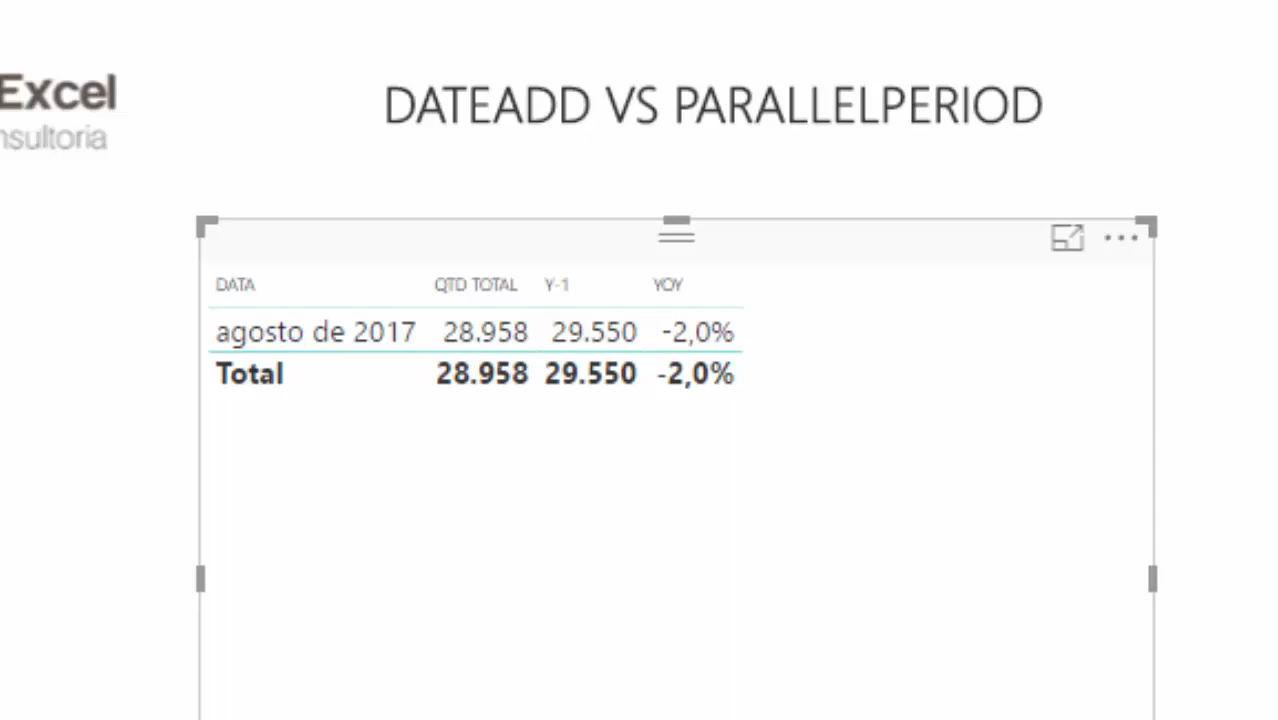 Excel
nsultoria
DATEADD VS PARALLELPERIOD
DATA QTD TOTAL Y-1 YOY
agosto de 2017 28.958 29.550 -2,0%
Total 28.958 29.550 -2,0%